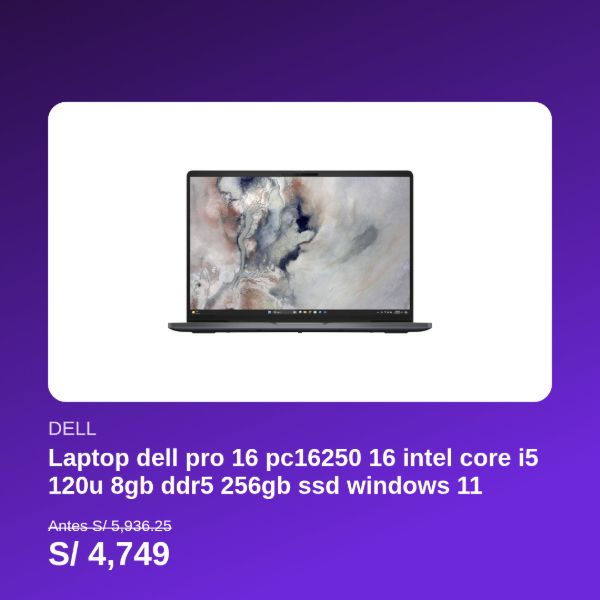 DELL
Laptop dell pro 16 pc16250 16 intel core i5
120u 8gb ddr5 256gb ssd windows 11
Antes S/ 5,936.25
S/ 4,749